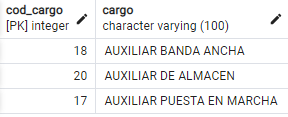 cod_cargo cargo
[PK] integer character varying (100)
18 AUXILIAR BANDA ANCHA
20 AUXILIAR DE ALMACEN
17 AUXILIAR PUESTA EN MARCHA